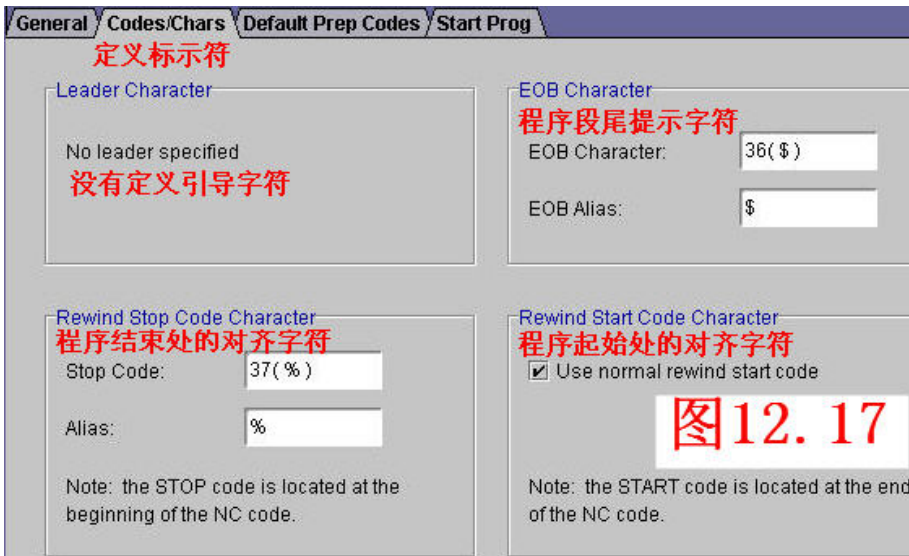 General Codes/Chars Default Prep Codes Start Prog
定义标示符
Leader Character
No leader specified
没有定义引导字符
EOB Character
程序段尾提示字符
EOB Character: 36($)
EOB Alias: $
Rewind Stop Code Character
程序结束处的对齐字符
Stop Code: 37(%)
Alias: %
Note: the STOP code is located at the
beginning of the NC code.
Rewind Start Code Character
程序起始处的对齐字符
Use normal rewind start code
图12.17
Note: the START code is located at the end
of the NC code.